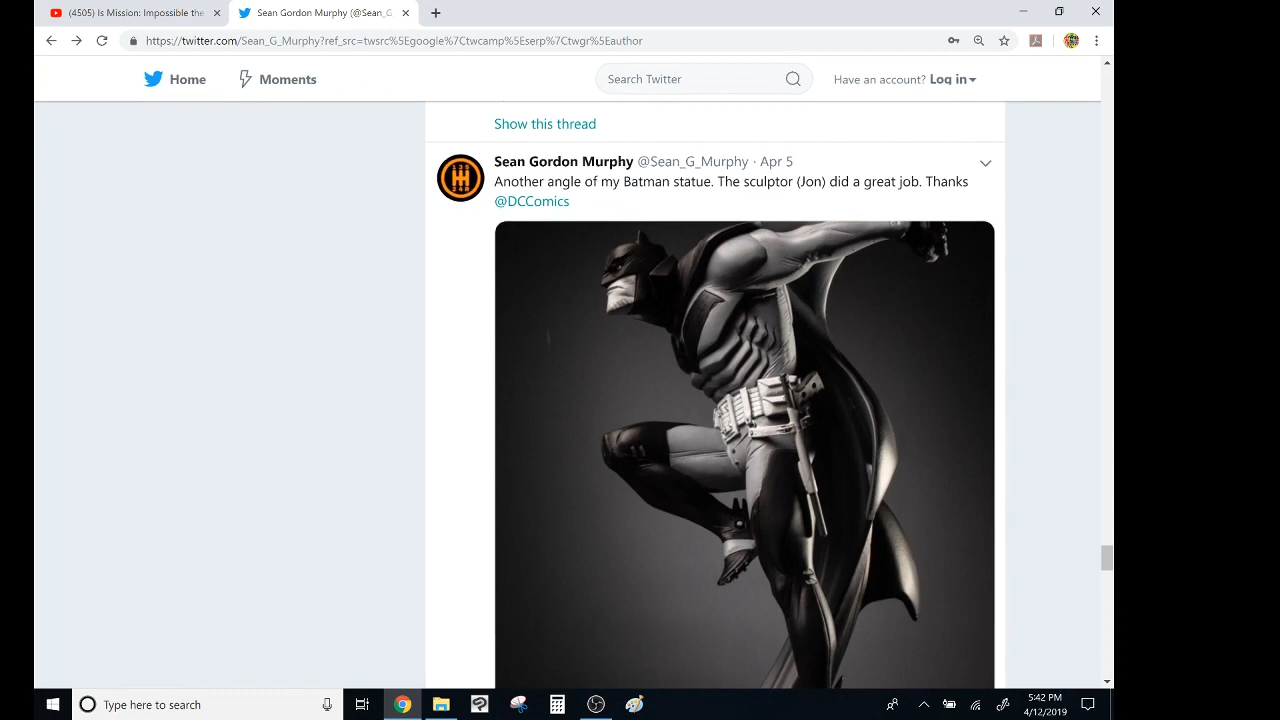 (4505) Is Mission: Impossible the
Sean Gordon Murphy (@Sean_G
https://twitter.com/Sean_G_Murphy?ref_src=twsrc%5Egoogle%7Ctwcamp%5Eserp%7Ctwgr%5Eauthor
Home
Moments
Search Twitter
Have an account? Log in
Show this thread
Sean Gordon Murphy @Sean_G_Murphy · Apr 5
Another angle of my Batman statue. The sculptor (Jon) did a great job. Thanks
@DCComics
Type here to search
5:42 PM
4/12/2019